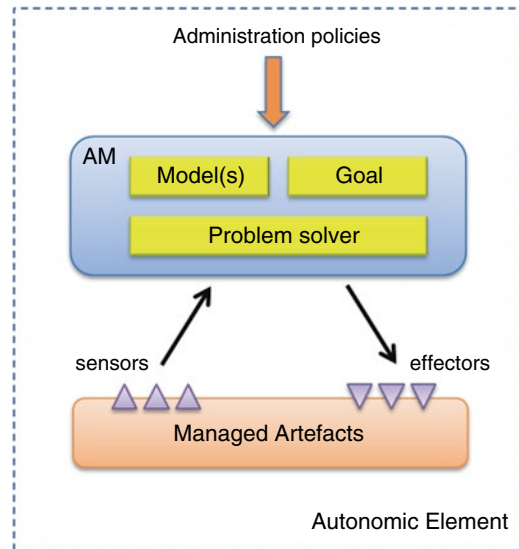 Administration policies
AM
Model(s)
Goal
Problem solver
sensors
effectors
Managed Artefacts
Autonomic Element